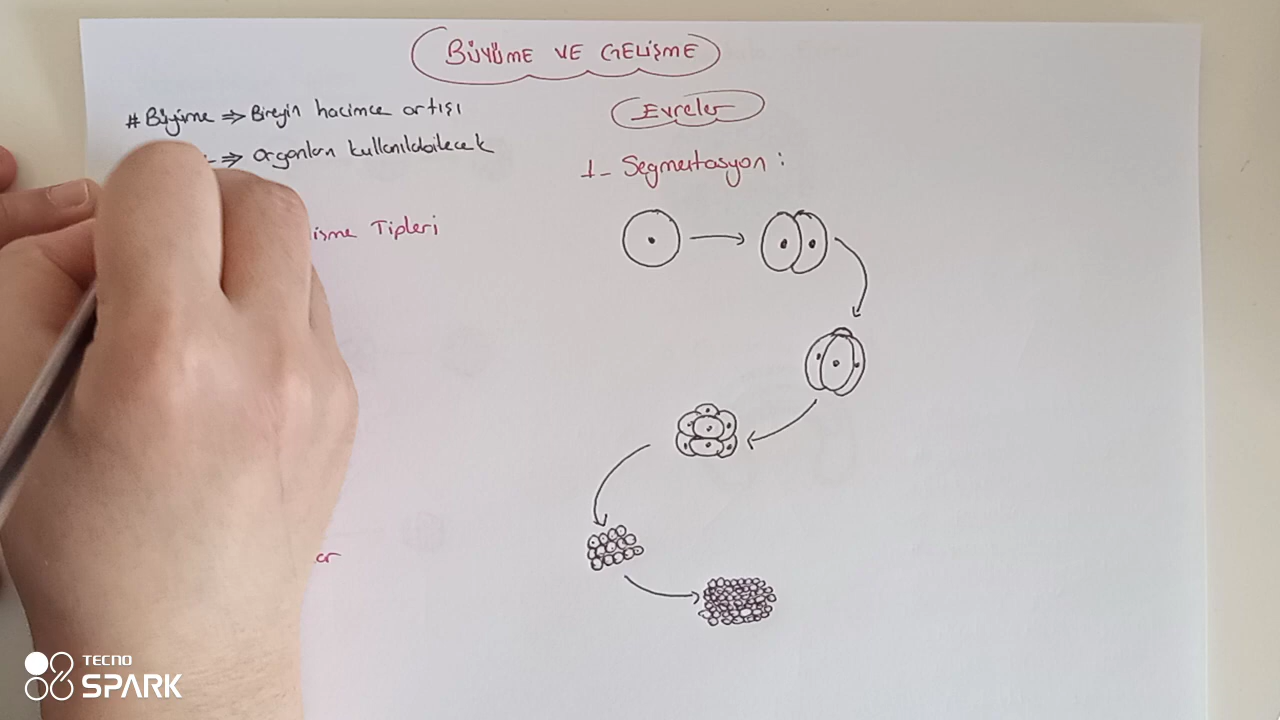 BÜYÜME VE GELİŞME
# Büyüme ⇒ Bireyin hacimce artışı
⇒ Organları kullanılabilecek
işme Tipleri
Evreler
1- Segmentasyon :
TECNO
SPARK